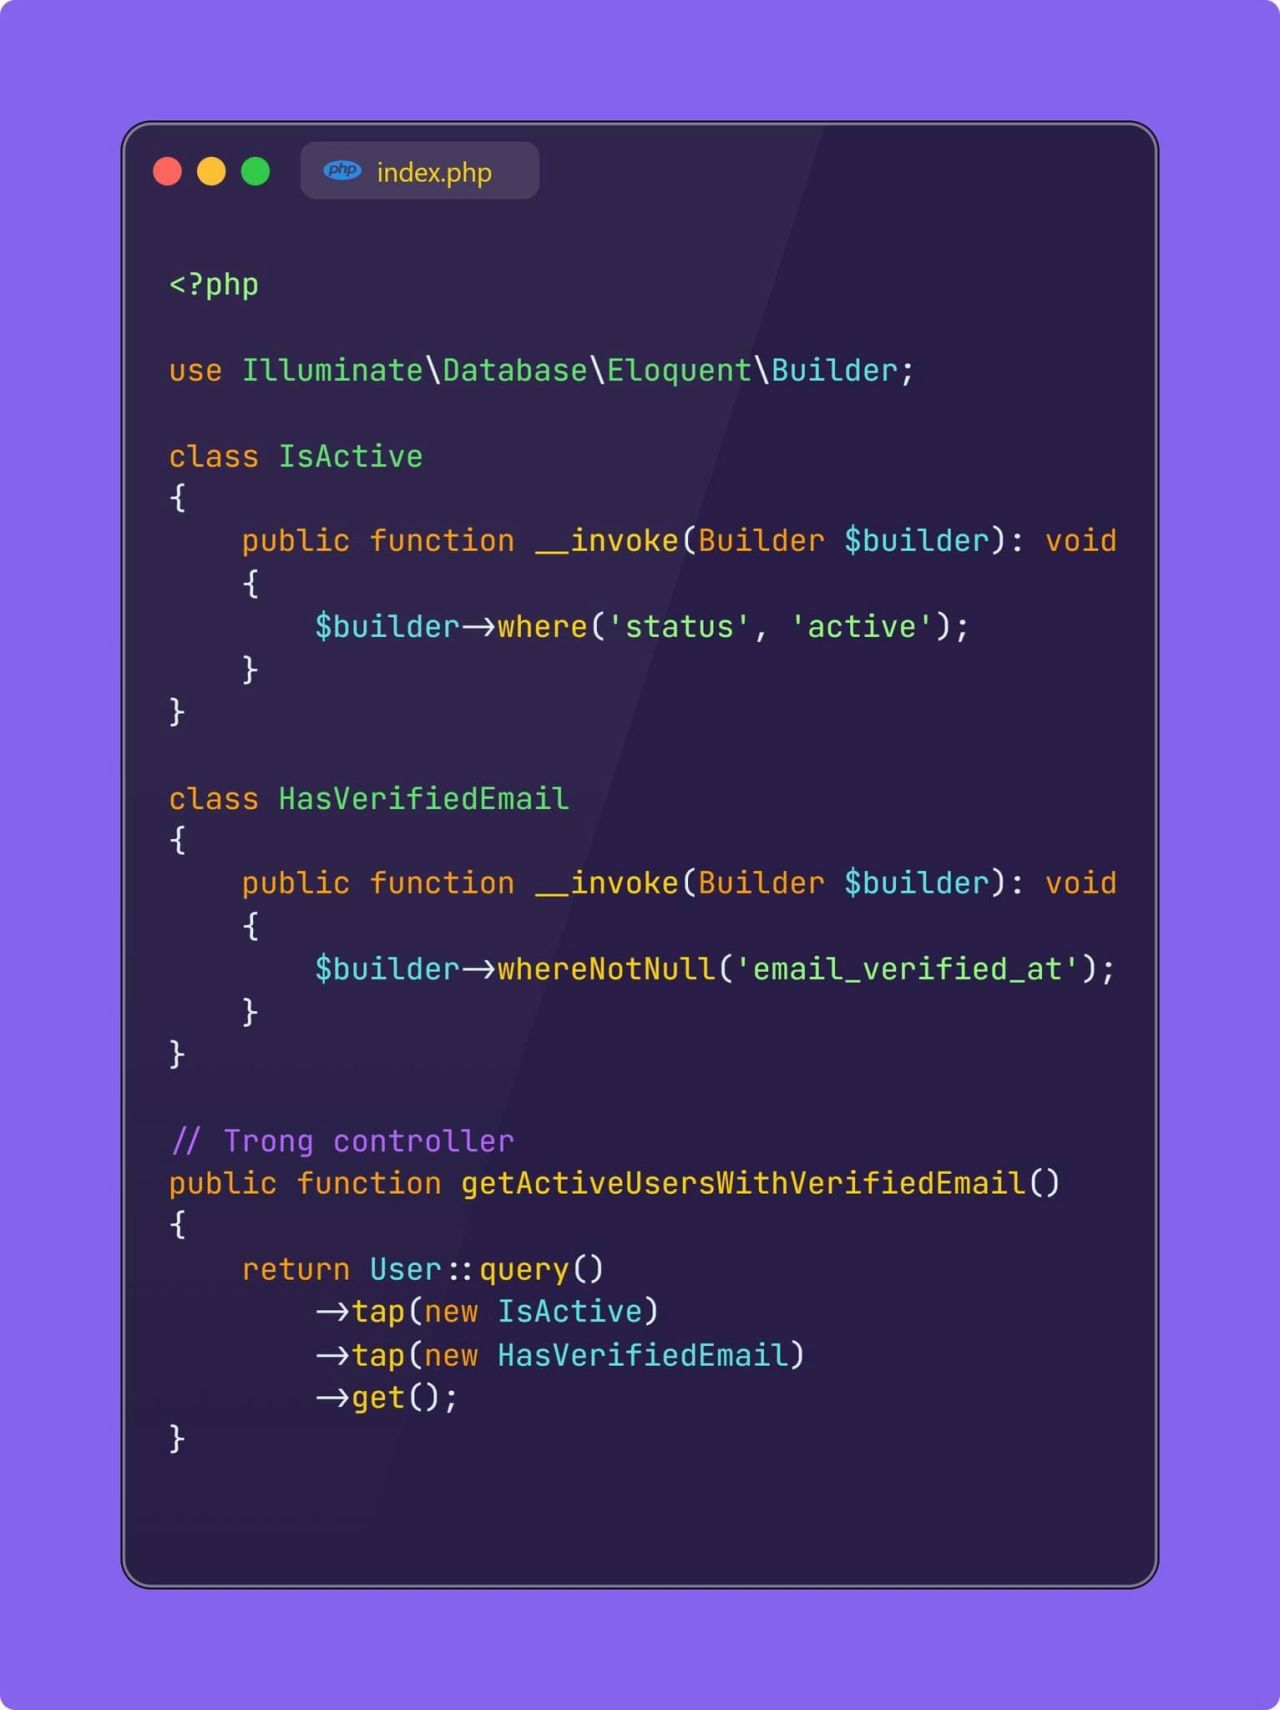 php index.php
<?php
use Illuminate\Database\Eloquent\Builder;
class IsActive
{
    public function __invoke(Builder $builder): void
    {
        $builder->where('status', 'active');
    }
}
class HasVerifiedEmail
{
    public function __invoke(Builder $builder): void
    {
        $builder->whereNotNull('email_verified_at');
    }
}
// Trong controller
public function getActiveUsersWithVerifiedEmail()
{
    return User::query()
        ->tap(new IsActive)
        ->tap(new HasVerifiedEmail)
        ->get();
}